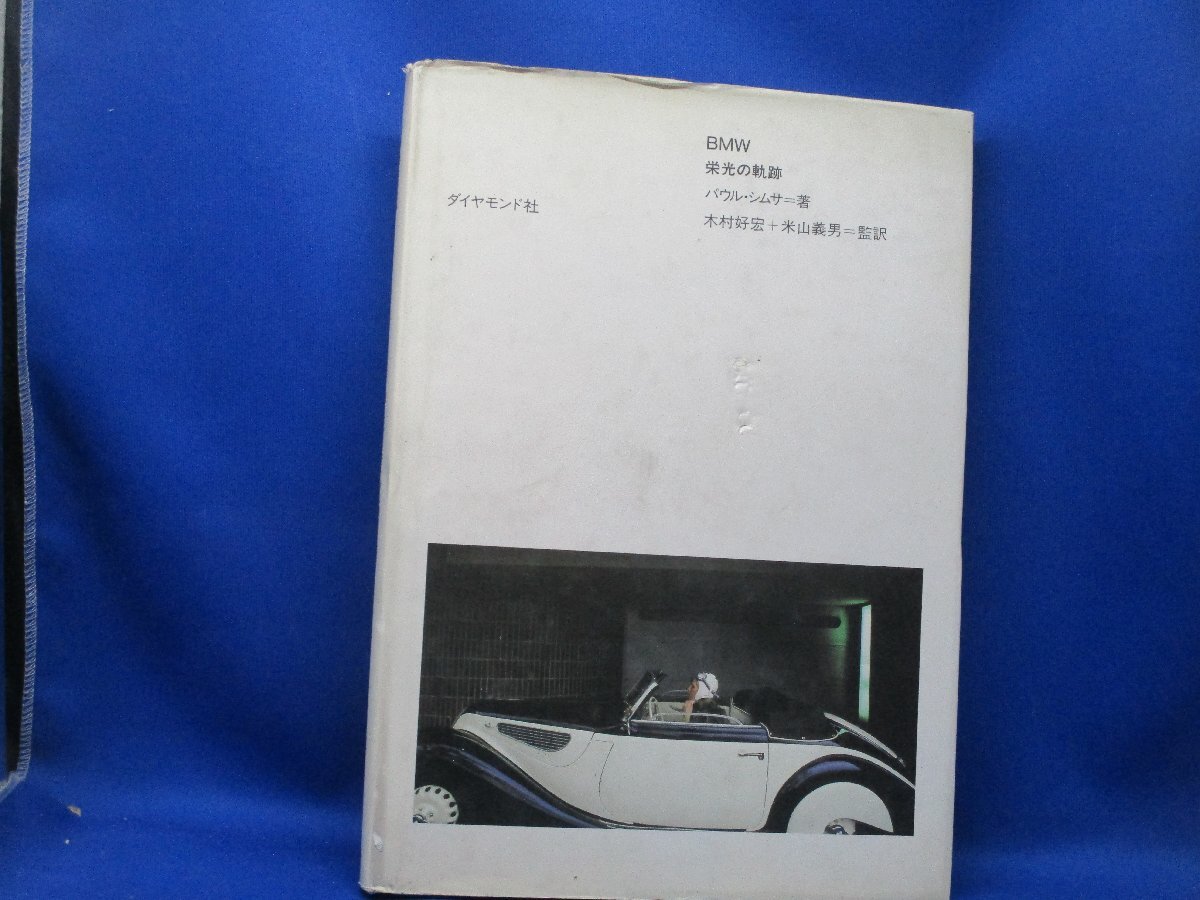 BMW
栄光の軌跡
パウル・シムサ＝著
木村好宏＋米山義男＝監訳
ダイヤモンド社